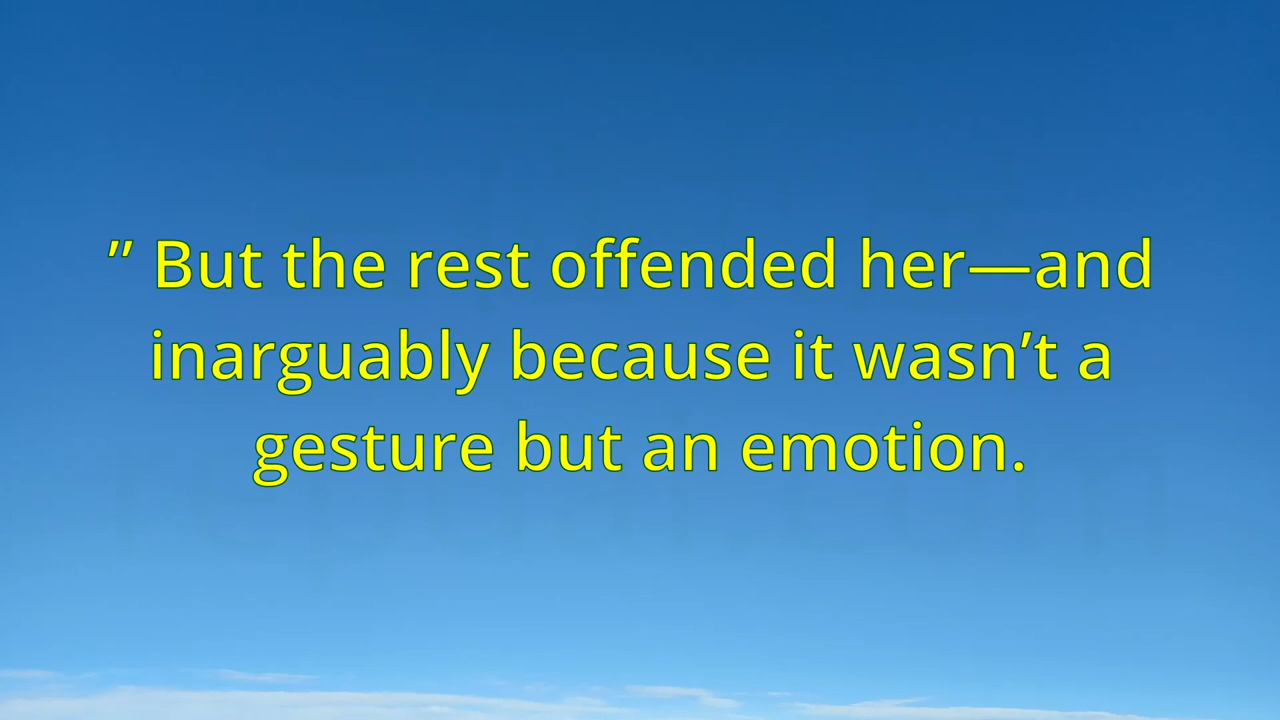 ” But the rest offended her—and
inarguably because it wasn’t a
gesture but an emotion.